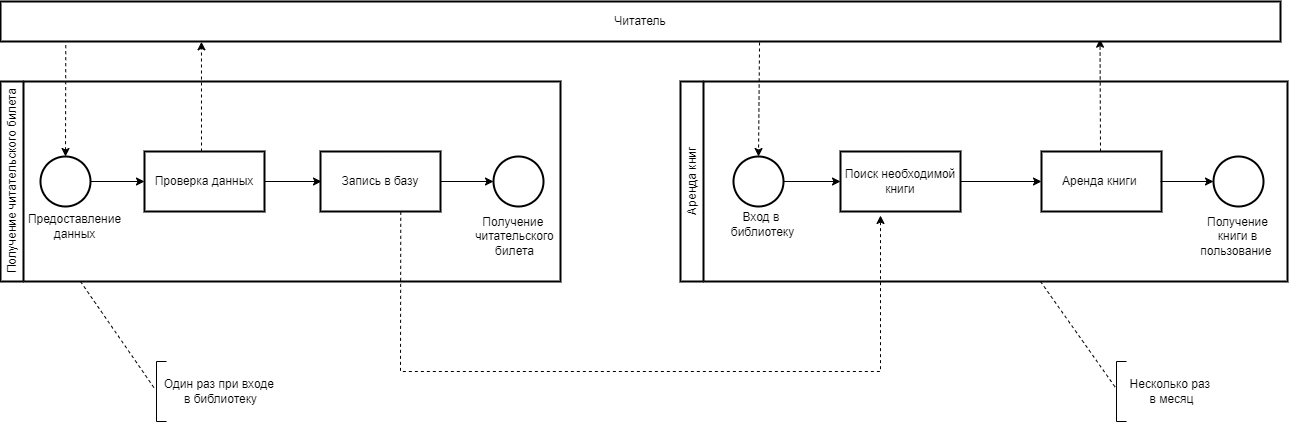 Читатель
Получение читательского билета
Предоставление
данных
Проверка данных
Запись в базу
Получение
читательского
билета
Аренда книг
Вход в
библиотеку
Поиск необходимой
книги
Аренда книги
Получение
книги в
пользование
Один раз при входе
в библиотеку
Несколько раз
в месяц